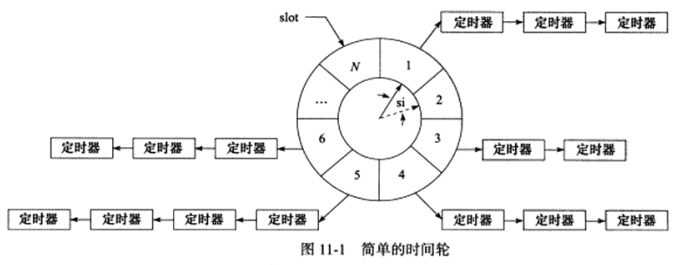 slot
定时器 定时器 定时器
N 1
... si 2
6 3
定时器 定时器 定时器
定时器 定时器
5 4
定时器 定时器 定时器 定时器
定时器 定时器 定时器
图 11-1 简单的时间轮